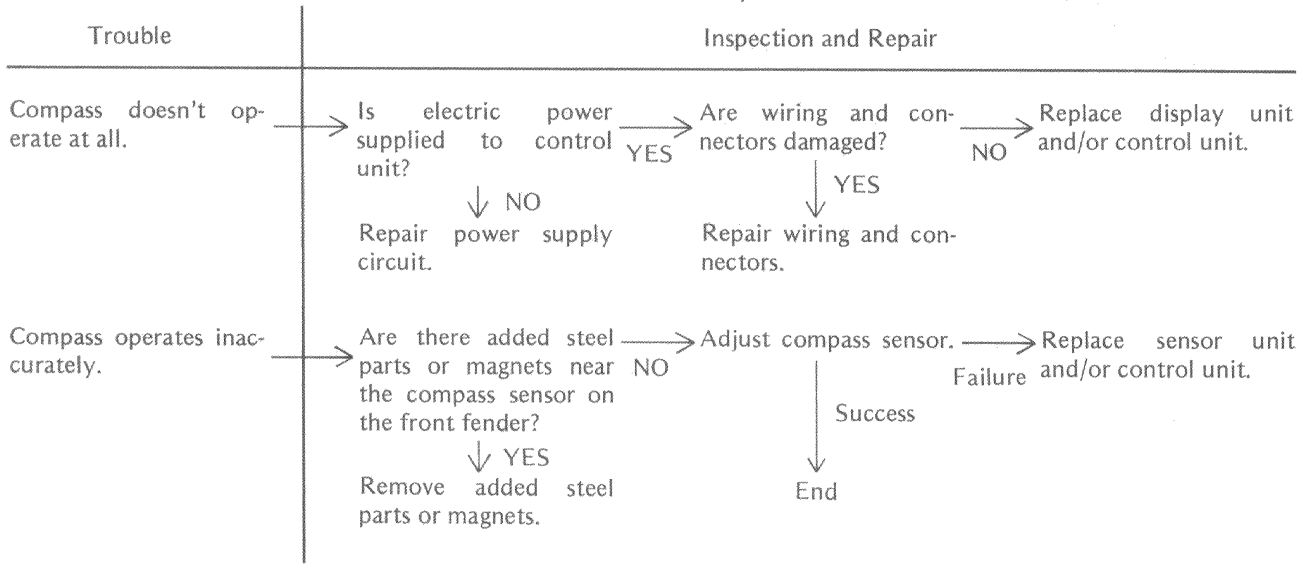 Trouble
Inspection and Repair
Compass doesn't op-
erate at all.
Is electric power
supplied to control
unit?
YES
Are wiring and con-
nectors damaged?
NO
Replace display unit
and/or control unit.
NO
Repair power supply
circuit.
YES
Repair wiring and con-
nectors.
Compass operates inac-
curately.
Are there added steel
parts or magnets near
the compass sensor on
the front fender?
NO
Adjust compass sensor.
Failure
Replace sensor unit
and/or control unit.
YES
Remove added steel
parts or magnets.
Success
End